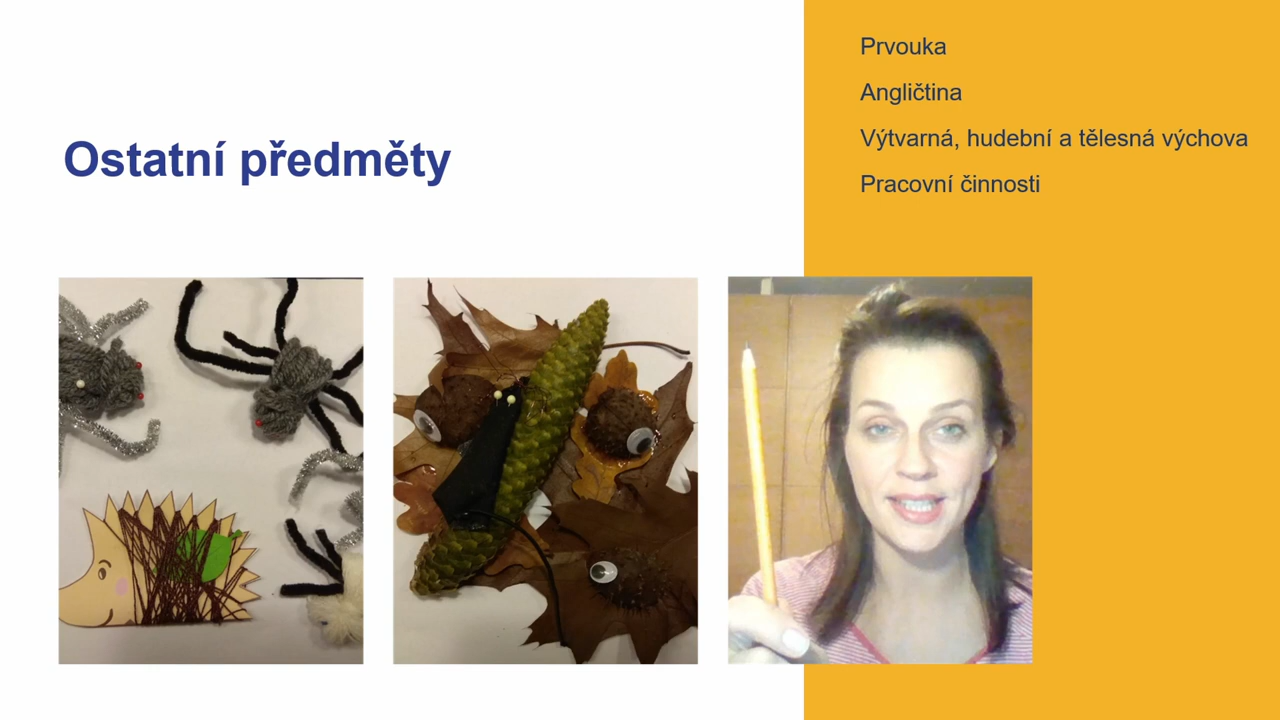 Ostatní předměty
Prvouka
Angličtina
Výtvarná, hudební a tělesná výchova
Pracovní činnosti